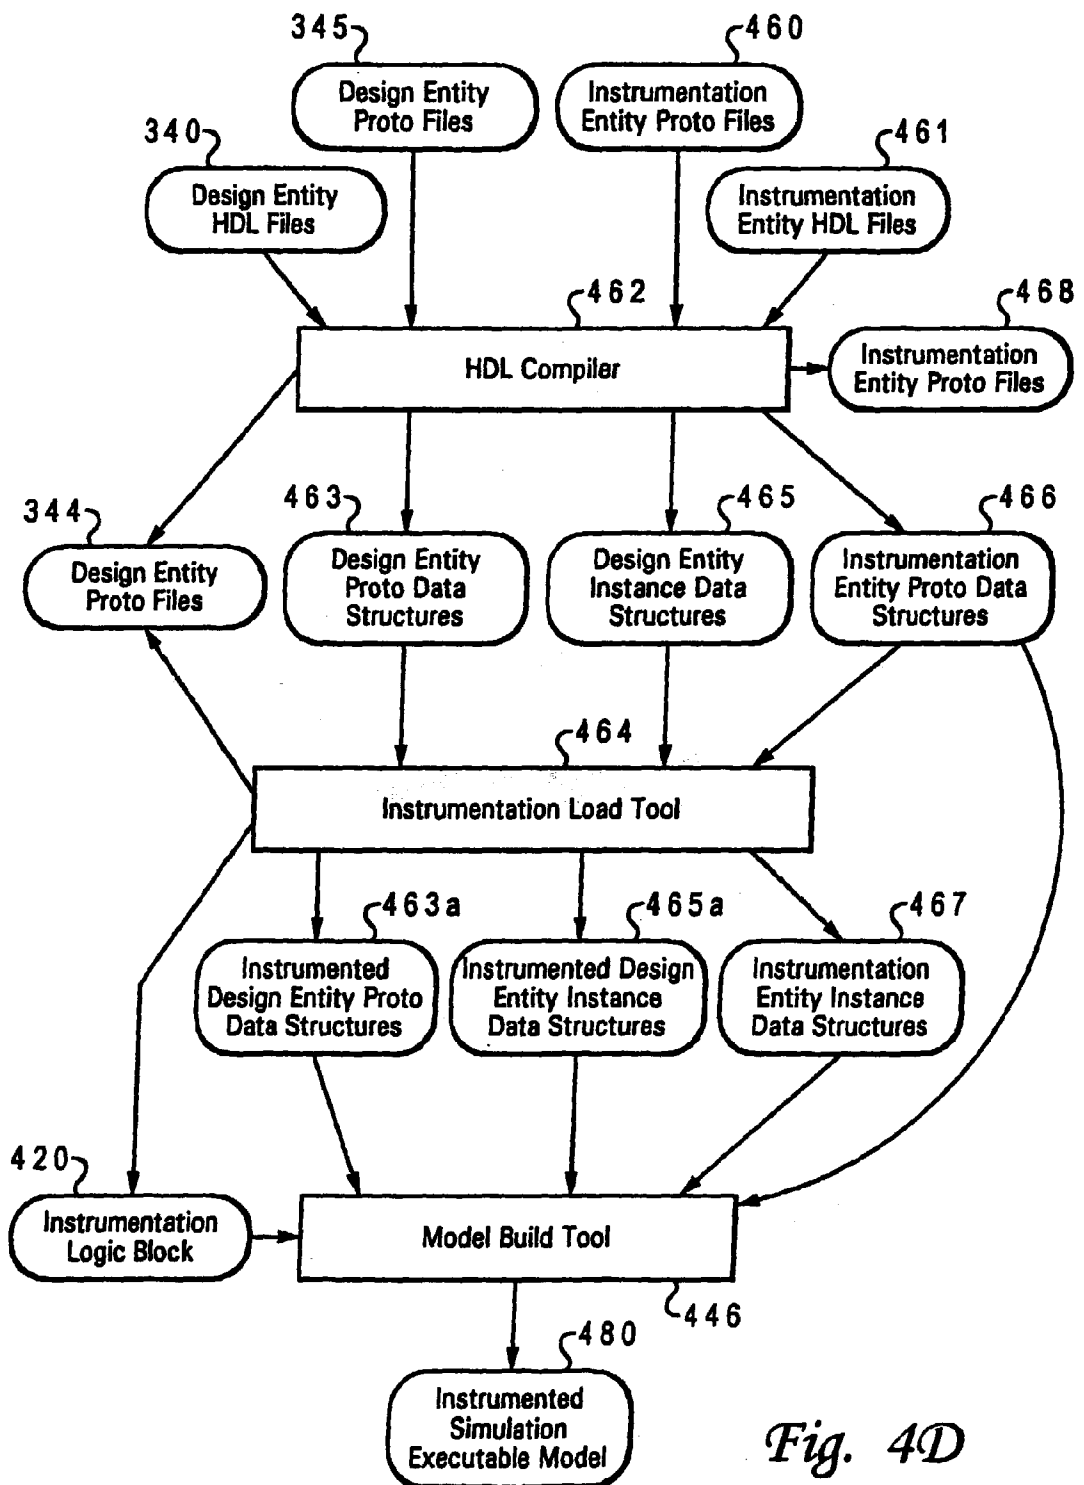 345
460
Design Entity
Proto Files
Instrumentation
Entity Proto Files
340
461
Design Entity
HDL Files
Instrumentation
Entity HDL Files
462
468
HDL Compiler
Instrumentation
Entity Proto Files
344
463
465
466
Design Entity
Proto Files
Design Entity
Proto Data
Structures
Design Entity
Instance Data
Structures
Instrumentation
Entity Proto Data
Structures
464
Instrumentation Load Tool
463a
465a
467
Instrumented
Design Entity Proto
Data Structures
Instrumented Design
Entity Instance
Data Structures
Instrumentation
Entity Instance
Data Structures
420
Instrumentation
Logic Block
Model Build Tool
446
480
Instrumented
Simulation
Executable Model
Fig. 4D